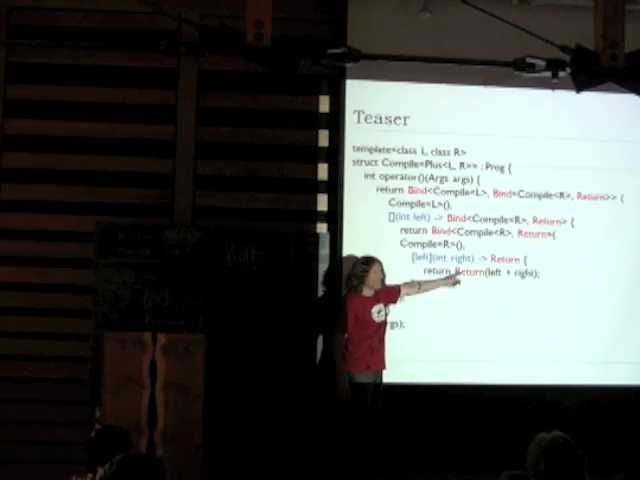 Teaser
template<class L, class R>
struct Compile<Plus<L, R>> : Prog {
int operator()(Args args) {
return Bind<Compile<L>, Bind<Compile<R>, Return>> (
Compile<L>(),
[](int left) -> Bind<Compile<R>, Return> {
return Bind<Compile<R>, Return>(
Compile<R>(),
[left](int right) -> Return {
return Return(left + right);
rgs);